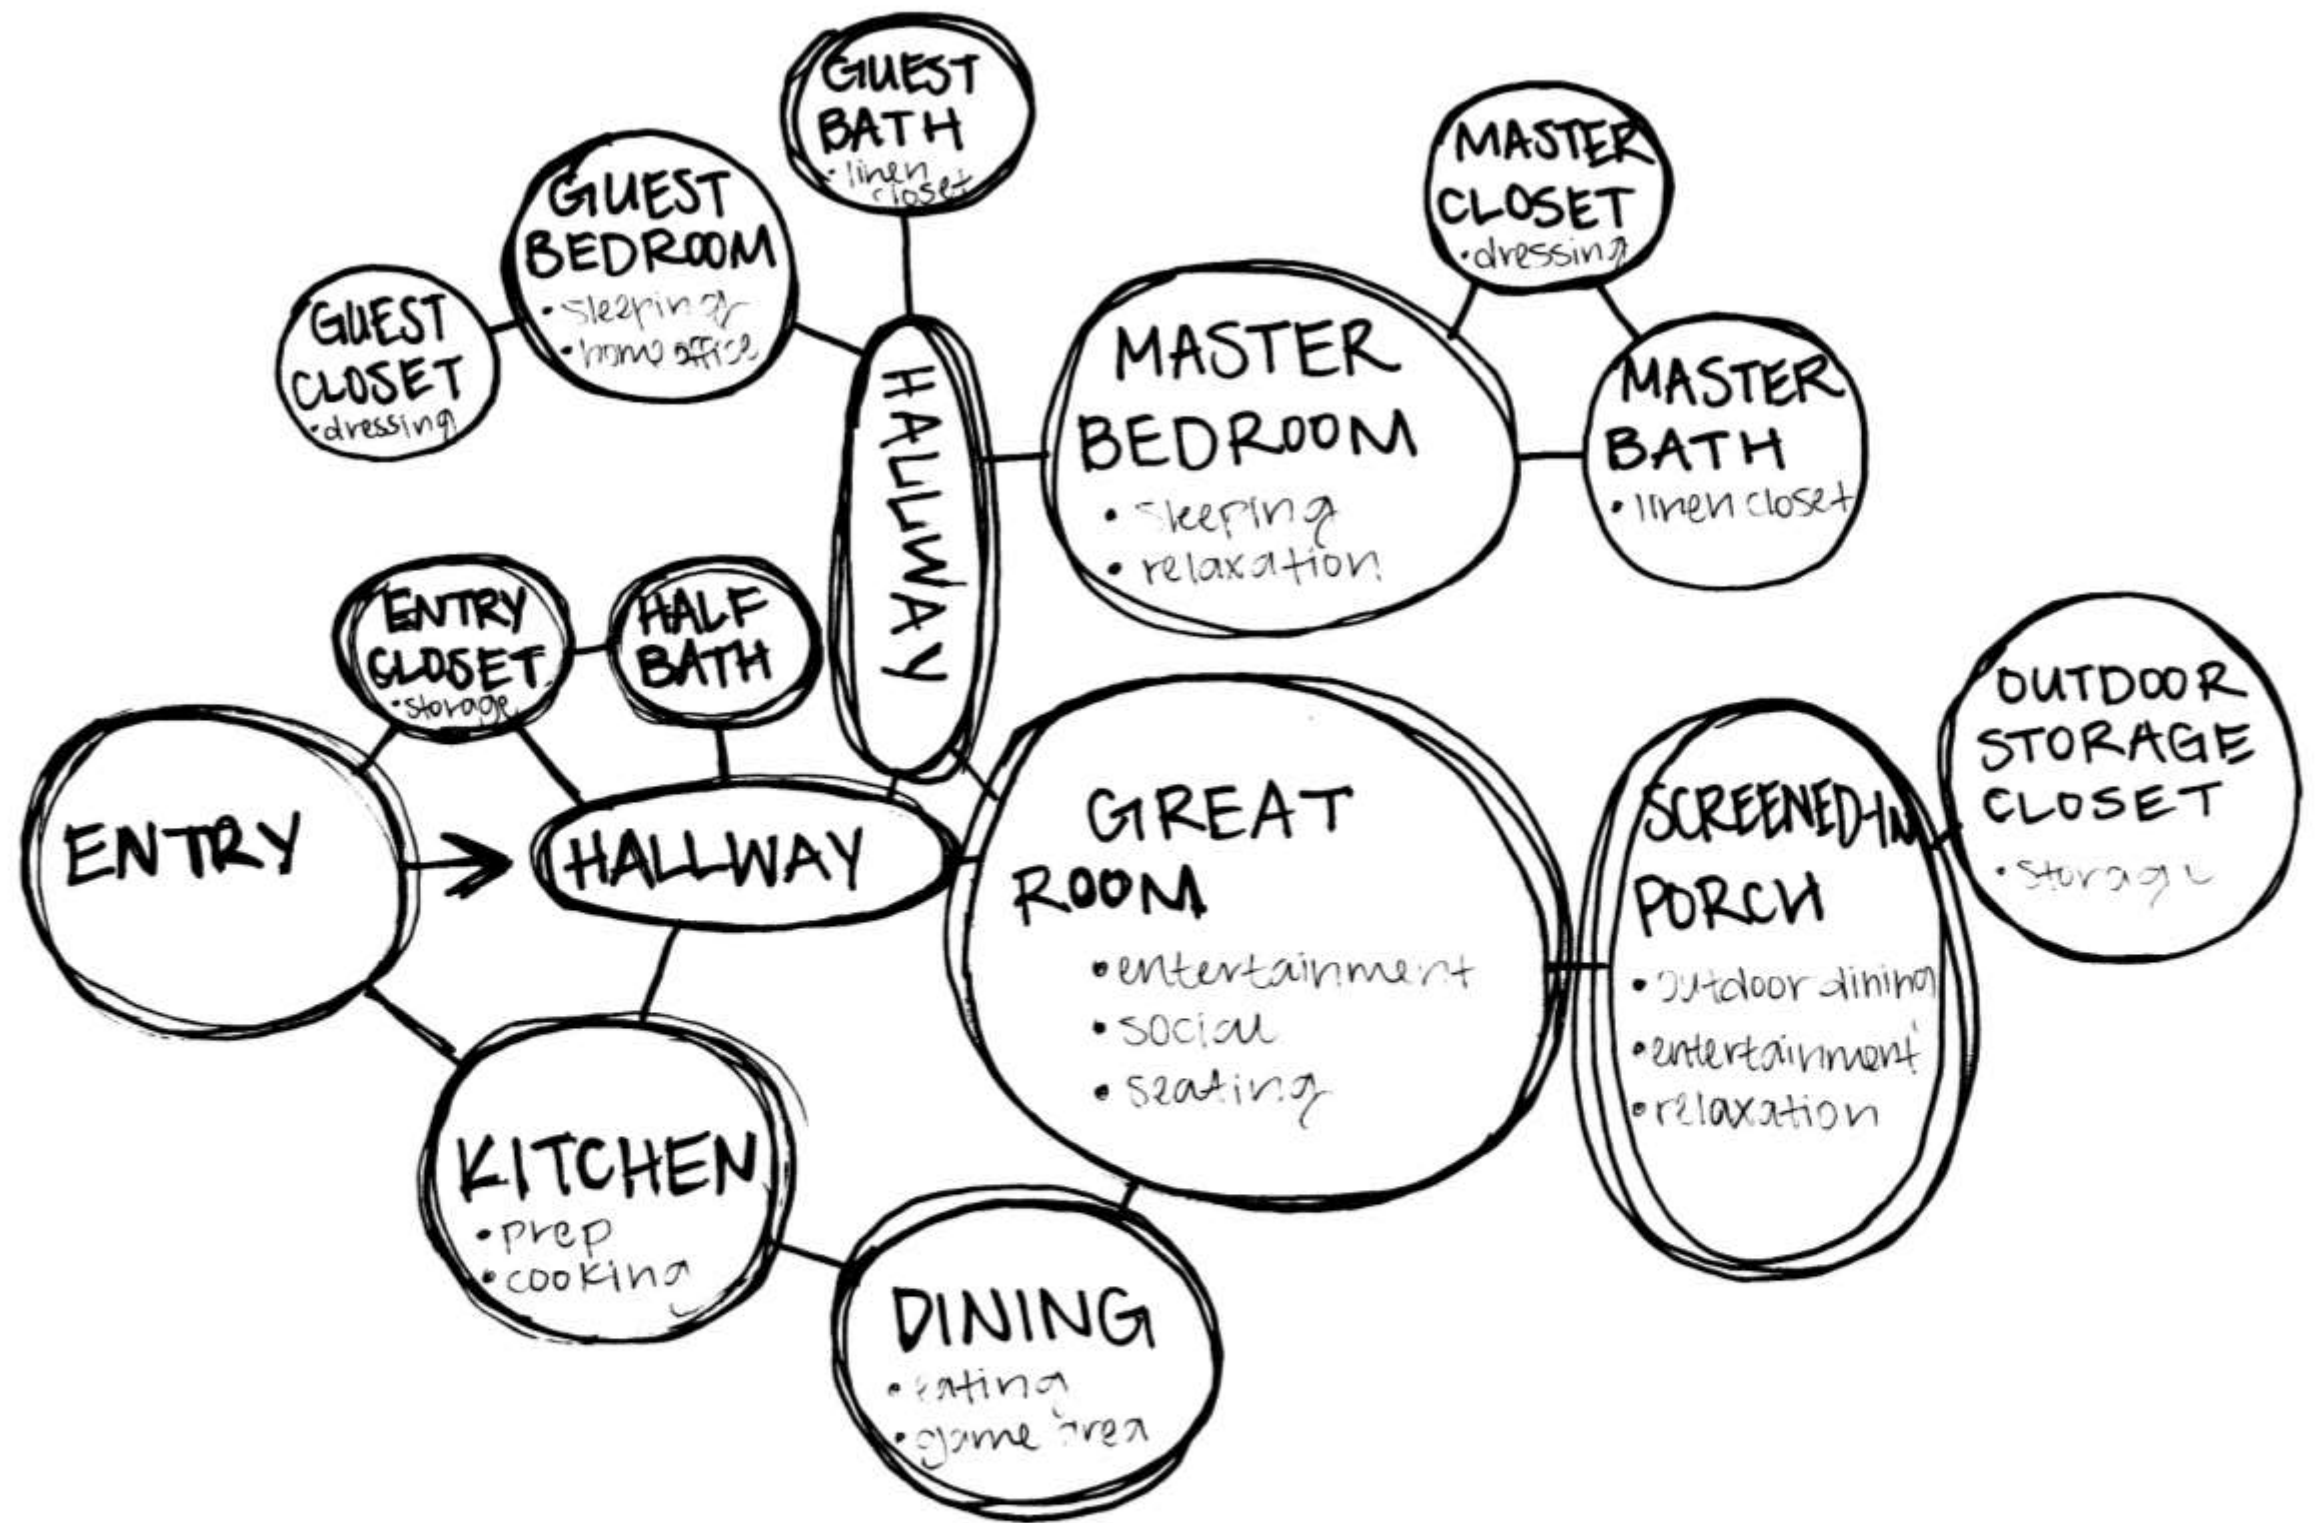 GUEST
BATH
• linen
closet
GUEST
BEDROOM
• sleeping
• home office
GUEST
CLOSET
• dressing
MASTER
CLOSET
• dressing
MASTER
BEDROOM
• sleeping
• relaxation
MASTER
BATH
• linen closet
HALLWAY
ENTRY
CLOSET
• storage
HALF
BATH
ENTRY
HALLWAY
GREAT
ROOM
• entertainment
• social
• seating
SCREENED-IN
PORCH
• outdoor dining
• entertainment
• relaxation
OUTDOOR
STORAGE
CLOSET
• storage
KITCHEN
• prep
• cooking
DINING
• eating
• game area